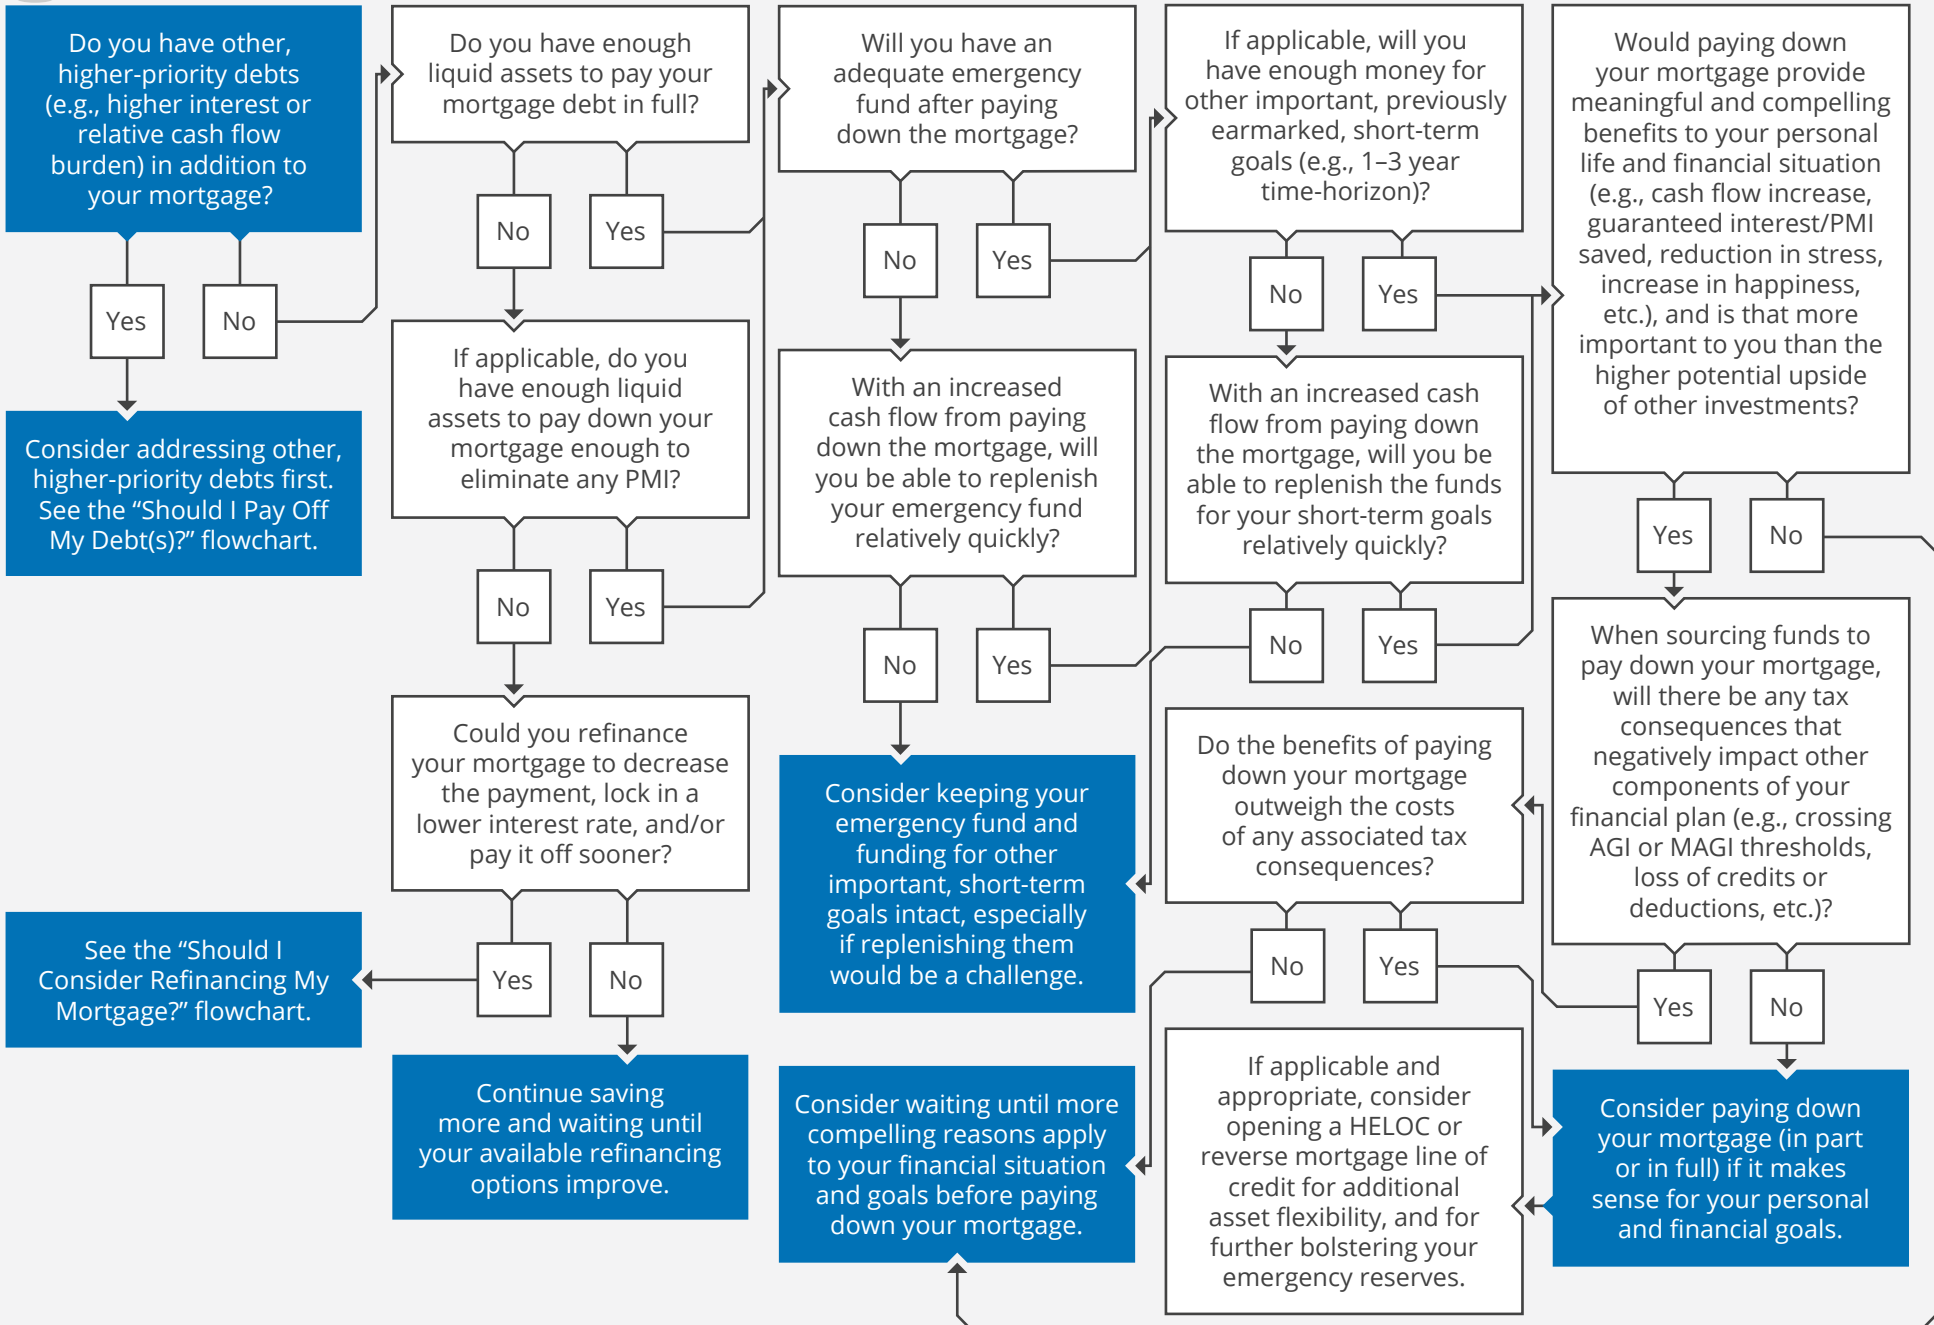 Do you have other,
higher-priority debts
(e.g., higher interest or
relative cash flow
burden) in addition to
your mortgage?
Yes
No
Consider addressing other,
higher-priority debts first.
See the “Should I Pay Off
My Debt(s)?” flowchart.
Do you have enough
liquid assets to pay your
mortgage debt in full?
No
Yes
If applicable, do you
have enough liquid
assets to pay down your
mortgage enough to
eliminate any PMI?
No
Yes
Could you refinance
your mortgage to decrease
the payment, lock in a
lower interest rate, and/or
pay it off sooner?
Yes
No
See the “Should I
Consider Refinancing My
Mortgage?” flowchart.
Continue saving
more and waiting until
your available refinancing
options improve.
Will you have an
adequate emergency
fund after paying
down the mortgage?
No
Yes
With an increased
cash flow from paying
down the mortgage, will
you be able to replenish
your emergency fund
relatively quickly?
No
Yes
Consider keeping your
emergency fund and
funding for other
important, short-term
goals intact, especially
if replenishing them
would be a challenge.
Consider waiting until more
compelling reasons apply
to your financial situation
and goals before paying
down your mortgage.
If applicable, will you
have enough money for
other important, previously
earmarked, short-term
goals (e.g., 1–3 year
time-horizon)?
No
Yes
With an increased cash
flow from paying down
the mortgage, will you be
able to replenish the funds
for your short-term goals
relatively quickly?
No
Yes
Do the benefits of paying
down your mortgage
outweigh the costs
of any associated tax
consequences?
No
Yes
If applicable and
appropriate, consider
opening a HELOC or
reverse mortgage line of
credit for additional
asset flexibility, and for
further bolstering your
emergency reserves.
Would paying down
your mortgage provide
meaningful and compelling
benefits to your personal
life and financial situation
(e.g., cash flow increase,
guaranteed interest/PMI
saved, reduction in stress,
increase in happiness,
etc.), and is that more
important to you than the
higher potential upside
of other investments?
Yes
No
When sourcing funds to
pay down your mortgage,
will there be any tax
consequences that
negatively impact other
components of your
financial plan (e.g., crossing
AGI or MAGI thresholds,
loss of credits or
deductions, etc.)?
Yes
No
Consider paying down
your mortgage (in part
or in full) if it makes
sense for your personal
and financial goals.